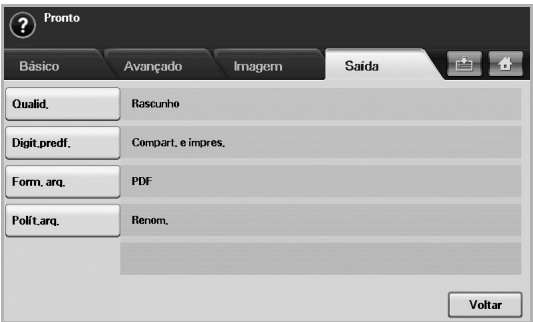 ? Pronto
Básico Avançado Imagem Saída
Qualid. Rascunho
Digit.predf. Compart. e impres.
Form. arq. PDF
Polít.arq. Renom.
Voltar